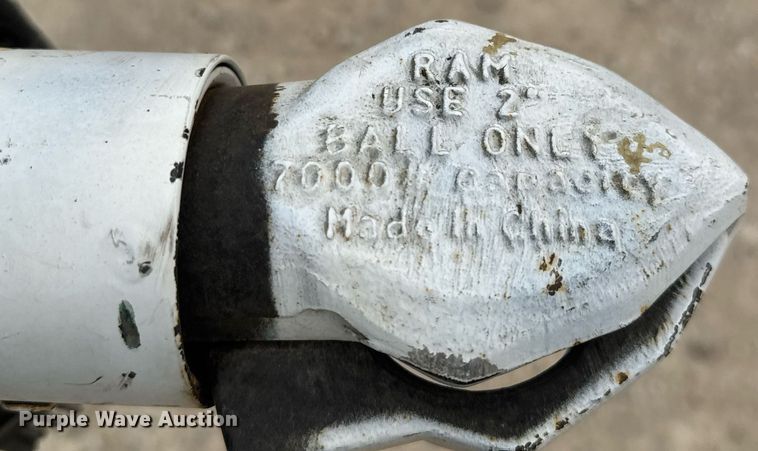 RAM
USE 2"
BALL ONLY
7000# Capacity
Made In China
Purple Wave Auction